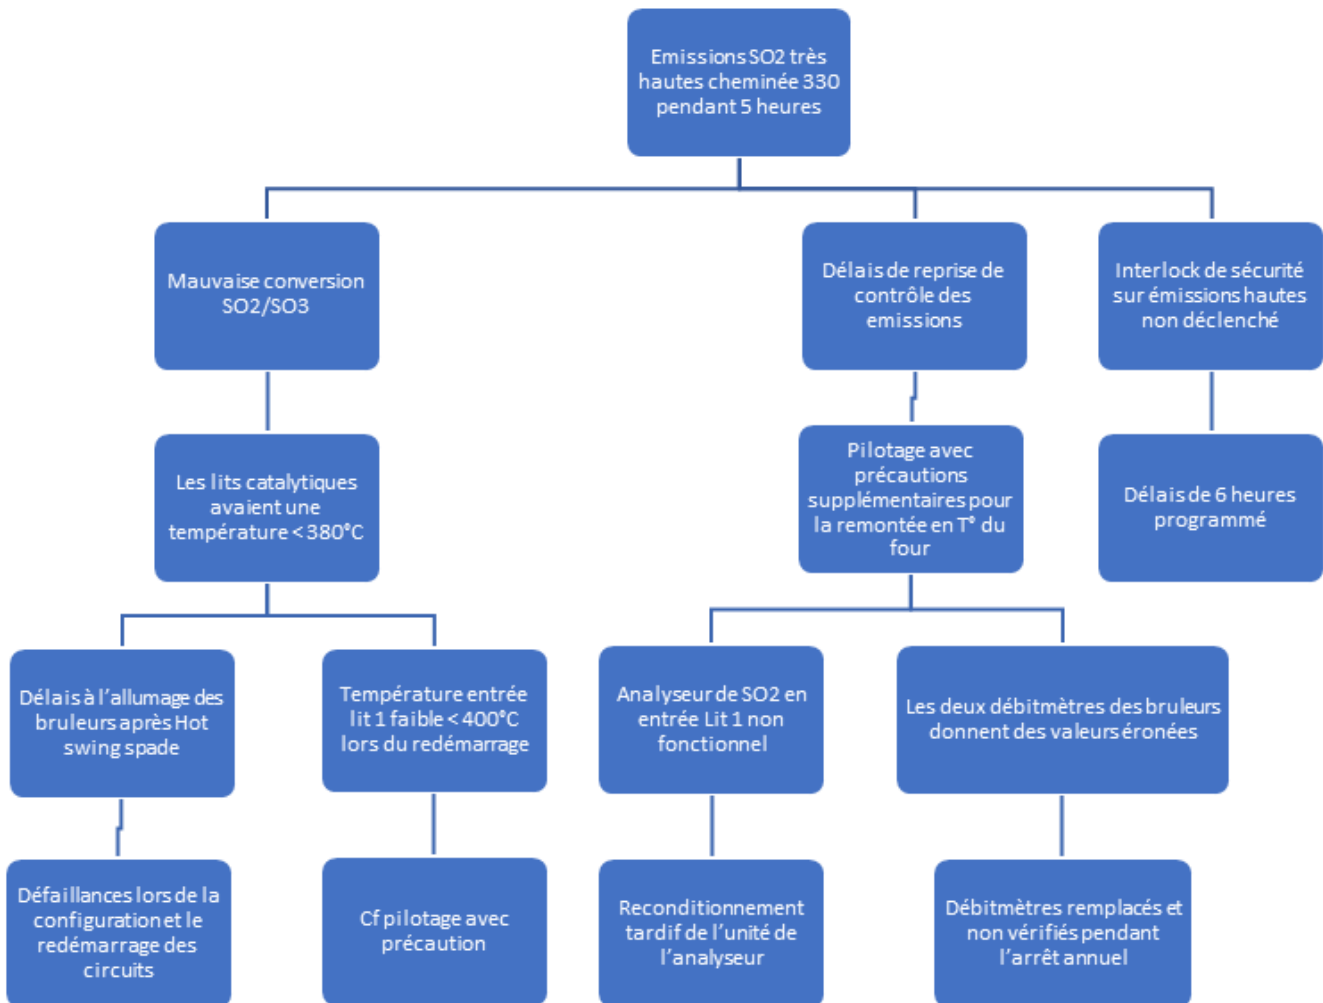 Emissions SO2 très
hautes cheminée 330
pendant 5 heures
Mauvaise conversion
SO2/SO3
Délais de reprise de
contrôle des
emissions
Interlock de sécurité
sur émissions hautes
non déclenché
Les lits catalytiques
avaient une
température < 380°C
Pilotage avec
précautions
supplémentaires pour
la remontée en T° du
four
Délais de 6 heures
programmé
Délais à l'allumage des
bruleurs après Hot
swing spade
Température entrée
lit 1 faible < 400°C
lors du redémarrage
Analyseur de SO2 en
entrée Lit 1 non
fonctionnel
Les deux débitmètres des bruleurs
donnent des valeurs éronées
Défaillances lors de la
configuration et le
redémarrage des
circuits
Cf pilotage avec
précaution
Reconditionnement
tardif de l'unité de
l'analyseur
Débitmètres remplacés et
non vérifiés pendant
l'arrêt annuel